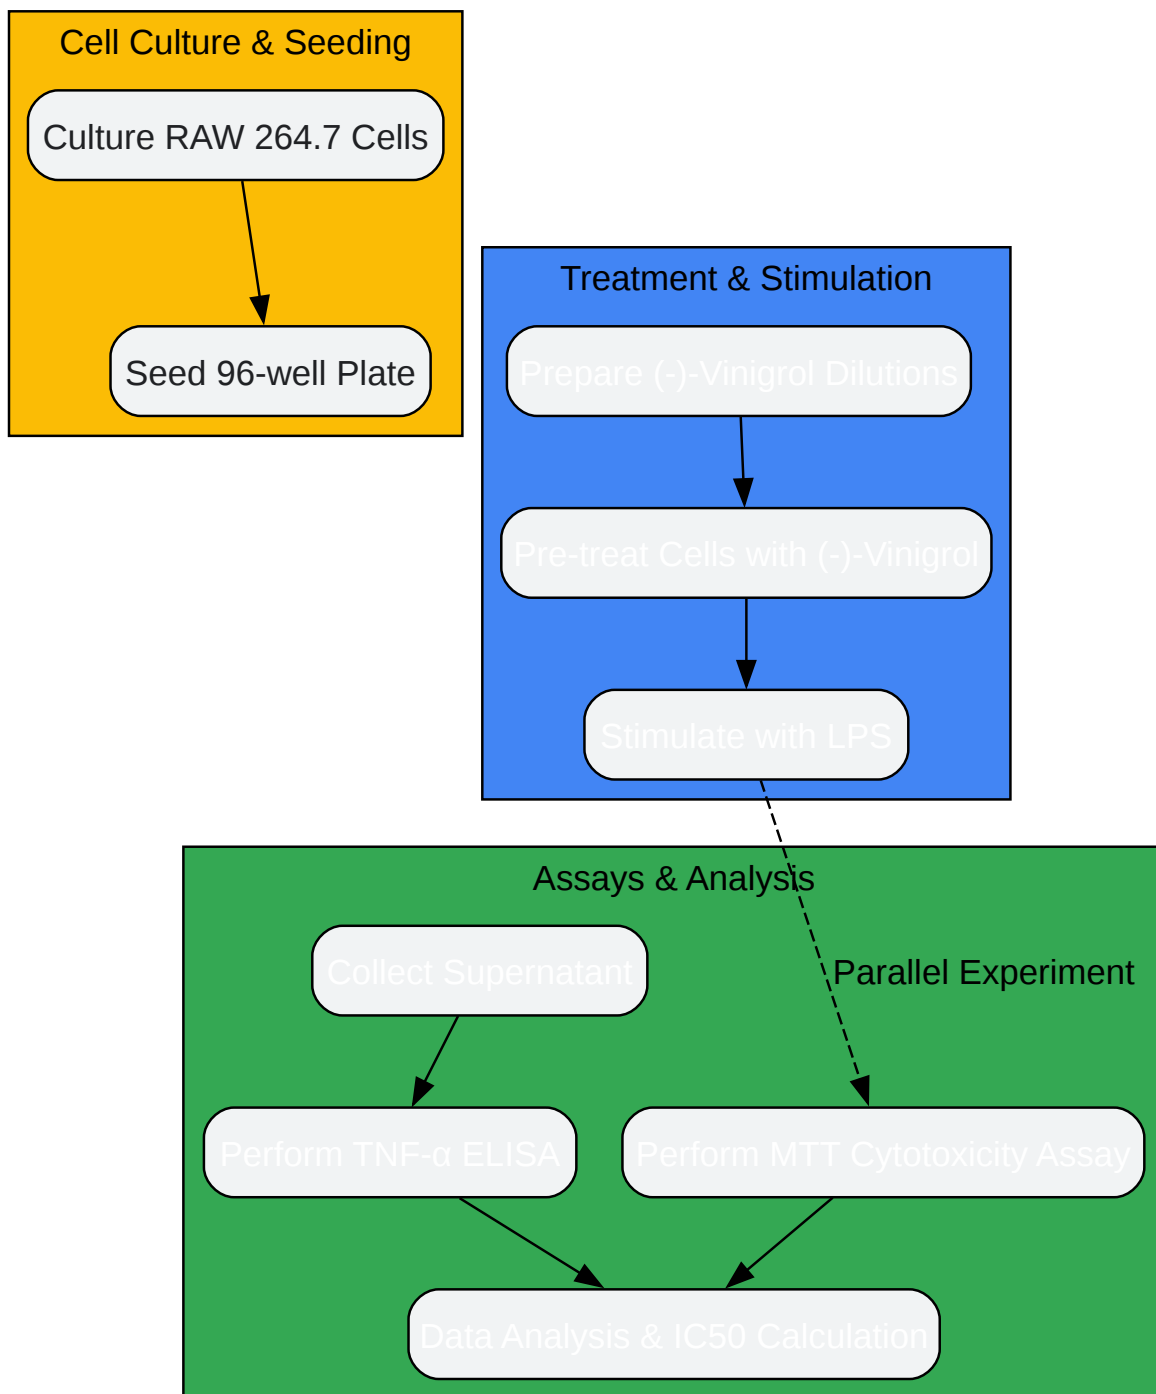 Cell Culture & Seeding
Culture RAW 264.7 Cells
Seed 96-well Plate
Treatment & Stimulation
Prepare (-)-Vinigrol Dilutions
Pre-treat Cells with (-)-Vinigrol
Stimulate with LPS
Assays & Analysis
Collect Supernatant
Parallel Experiment
Perform TNF-α ELISA
Perform MTT Cytotoxicity Assay
Data Analysis & IC50 Calculation